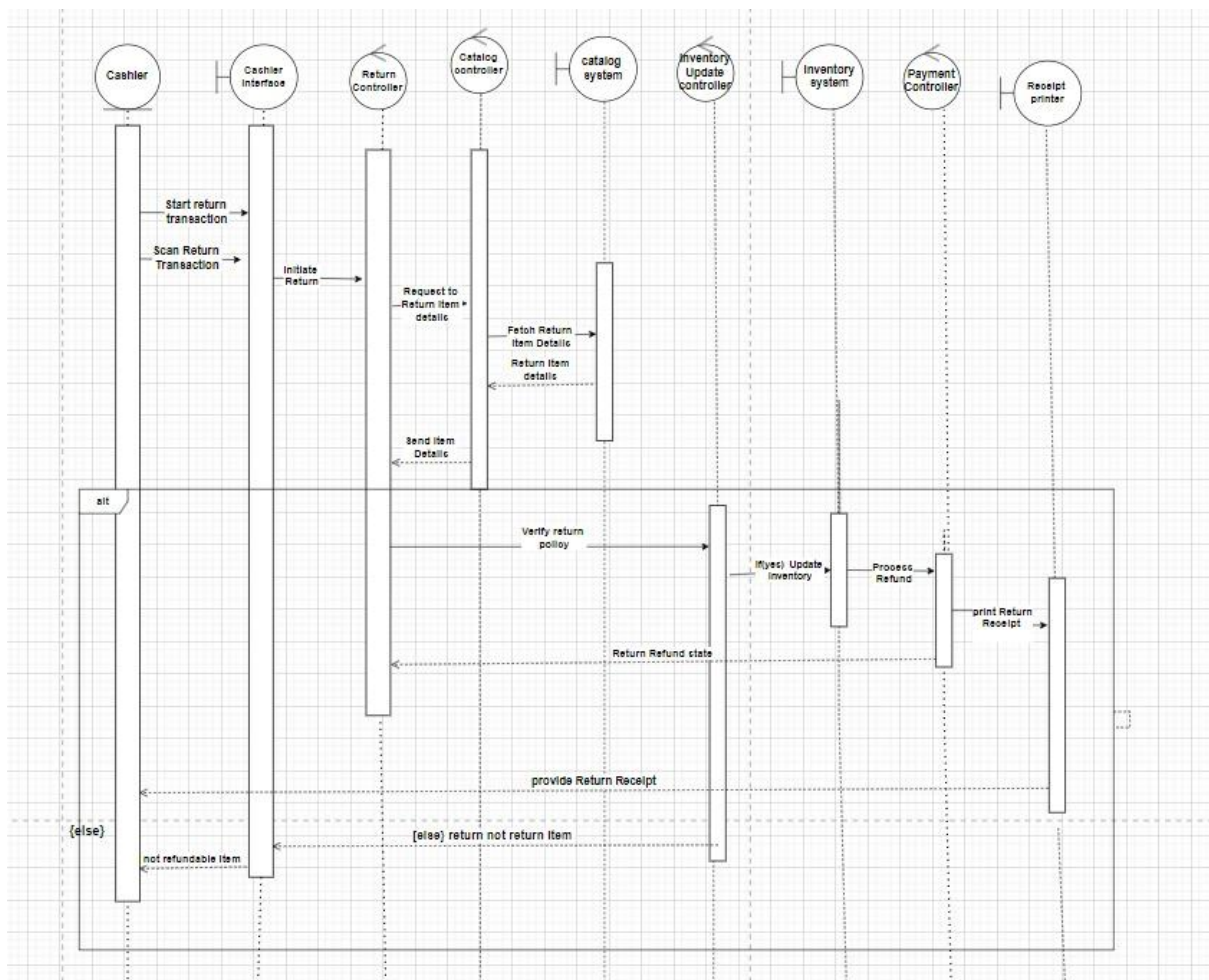 Cashier
Cashier
Interface
Return
Controller
Catalog
controller
catalog
system
Inventory
Update
controller
Inventory
system
Payment
Controller
Receipt
printer
Start return
transaction
Scan Return
Transaction
Initiate
Return
Request to
Return Item
details
Fetch Return
Item Details
Return Item
details
Send Item
Details
alt
Verify return
policy
If(yes) Update
Inventory
Process
Refund
print Return
Receipt
Return Refund state
provide Return Receipt
{else}
[else} return not return Item
not refundable Item